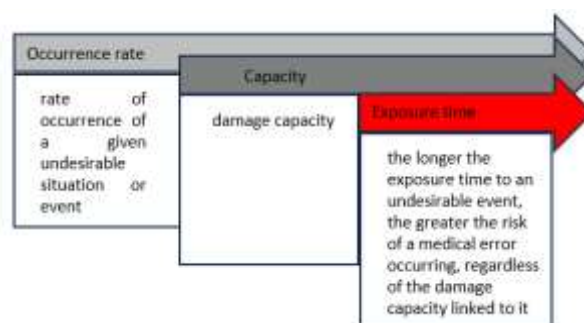 Occurrence rate
rate of
occurrence of
a given
undesirable
situation or
event
Capacity
damage capacity
Exposure time
the longer the
exposure time to an
undesirable event,
the greater the risk
of a medical error
occurring, regardless
of the damage
capacity linked to it